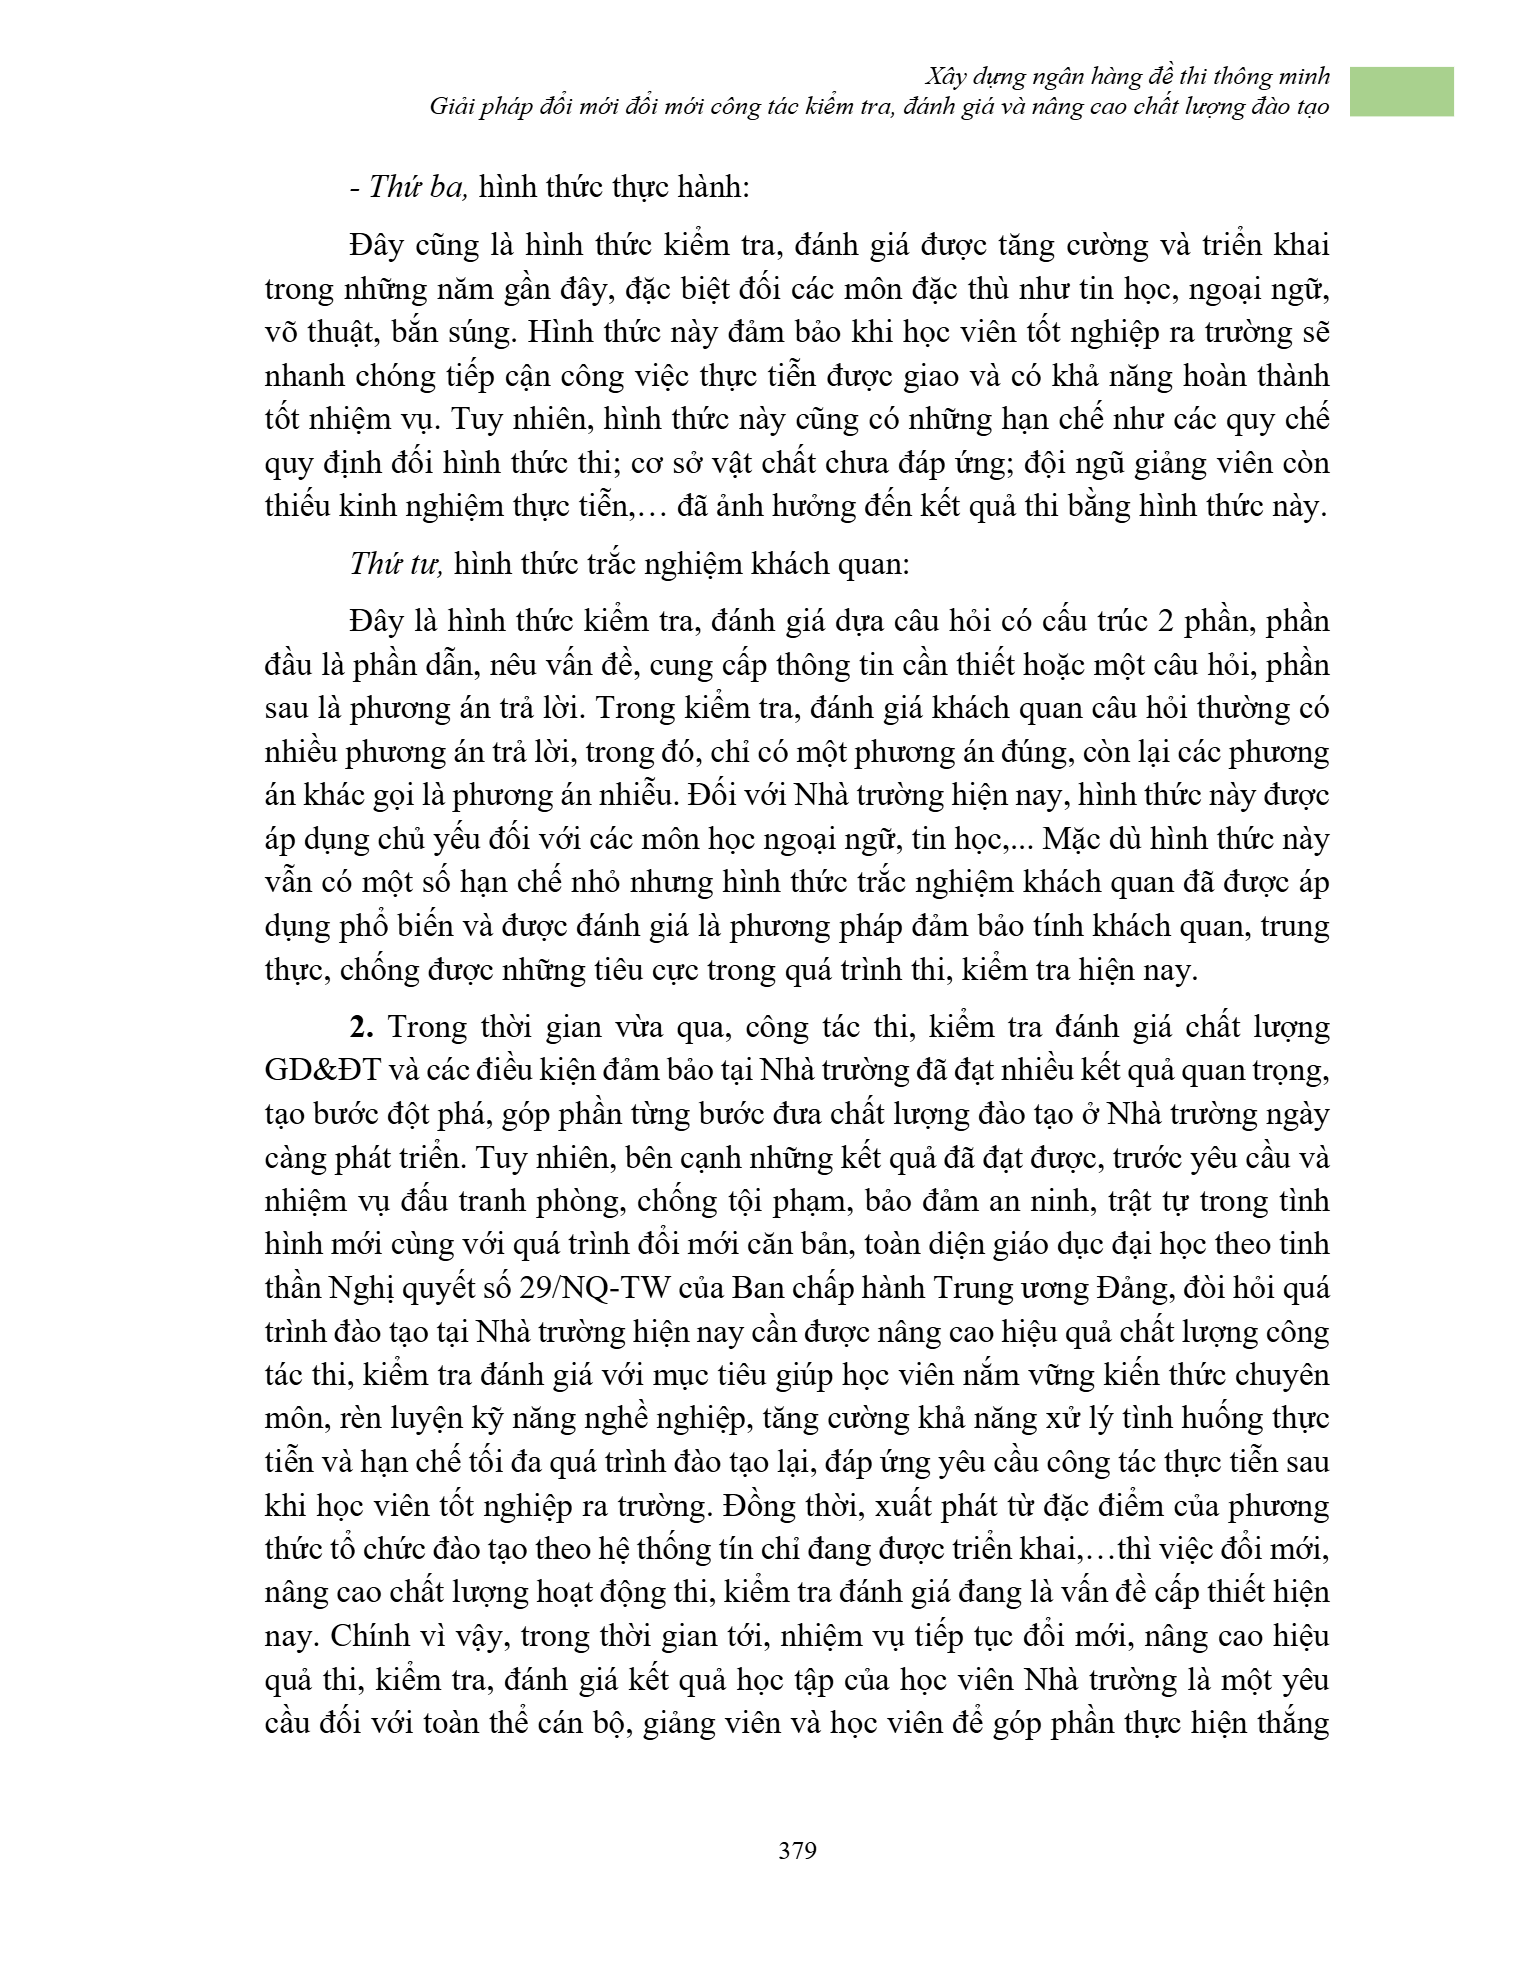 Xây dựng ngân hàng đề thi thông minh
Giải pháp đổi mới đổi mới công tác kiểm tra, đánh giá và nâng cao chất lượng đào tạo
- Thứ ba, hình thức thực hành:
Đây cũng là hình thức kiểm tra, đánh giá được tăng cường và triển khai
trong những năm gần đây, đặc biệt đối các môn đặc thù như tin học, ngoại ngữ,
võ thuật, bắn súng. Hình thức này đảm bảo khi học viên tốt nghiệp ra trường sẽ
nhanh chóng tiếp cận công việc thực tiễn được giao và có khả năng hoàn thành
tốt nhiệm vụ. Tuy nhiên, hình thức này cũng có những hạn chế như các quy chế
quy định đối hình thức thi; cơ sở vật chất chưa đáp ứng; đội ngũ giảng viên còn
thiếu kinh nghiệm thực tiễn,… đã ảnh hưởng đến kết quả thi bằng hình thức này.
Thứ tư, hình thức trắc nghiệm khách quan:
Đây là hình thức kiểm tra, đánh giá dựa câu hỏi có cấu trúc 2 phần, phần
đầu là phần dẫn, nêu vấn đề, cung cấp thông tin cần thiết hoặc một câu hỏi, phần
sau là phương án trả lời. Trong kiểm tra, đánh giá khách quan câu hỏi thường có
nhiều phương án trả lời, trong đó, chỉ có một phương án đúng, còn lại các phương
án khác gọi là phương án nhiễu. Đối với Nhà trường hiện nay, hình thức này được
áp dụng chủ yếu đối với các môn học ngoại ngữ, tin học,... Mặc dù hình thức này
vẫn có một số hạn chế nhỏ nhưng hình thức trắc nghiệm khách quan đã được áp
dụng phổ biến và được đánh giá là phương pháp đảm bảo tính khách quan, trung
thực, chống được những tiêu cực trong quá trình thi, kiểm tra hiện nay.
2. Trong thời gian vừa qua, công tác thi, kiểm tra đánh giá chất lượng
GD&ĐT và các điều kiện đảm bảo tại Nhà trường đã đạt nhiều kết quả quan trọng,
tạo bước đột phá, góp phần từng bước đưa chất lượng đào tạo ở Nhà trường ngày
càng phát triển. Tuy nhiên, bên cạnh những kết quả đã đạt được, trước yêu cầu và
nhiệm vụ đấu tranh phòng, chống tội phạm, bảo đảm an ninh, trật tự trong tình
hình mới cùng với quá trình đổi mới căn bản, toàn diện giáo dục đại học theo tinh
thần Nghị quyết số 29/NQ-TW của Ban chấp hành Trung ương Đảng, đòi hỏi quá
trình đào tạo tại Nhà trường hiện nay cần được nâng cao hiệu quả chất lượng công
tác thi, kiểm tra đánh giá với mục tiêu giúp học viên nắm vững kiến thức chuyên
môn, rèn luyện kỹ năng nghề nghiệp, tăng cường khả năng xử lý tình huống thực
tiễn và hạn chế tối đa quá trình đào tạo lại, đáp ứng yêu cầu công tác thực tiễn sau
khi học viên tốt nghiệp ra trường. Đồng thời, xuất phát từ đặc điểm của phương
thức tổ chức đào tạo theo hệ thống tín chỉ đang được triển khai,…thì việc đổi mới,
nâng cao chất lượng hoạt động thi, kiểm tra đánh giá đang là vấn đề cấp thiết hiện
nay. Chính vì vậy, trong thời gian tới, nhiệm vụ tiếp tục đổi mới, nâng cao hiệu
quả thi, kiểm tra, đánh giá kết quả học tập của học viên Nhà trường là một yêu
cầu đối với toàn thể cán bộ, giảng viên và học viên để góp phần thực hiện thắng
379